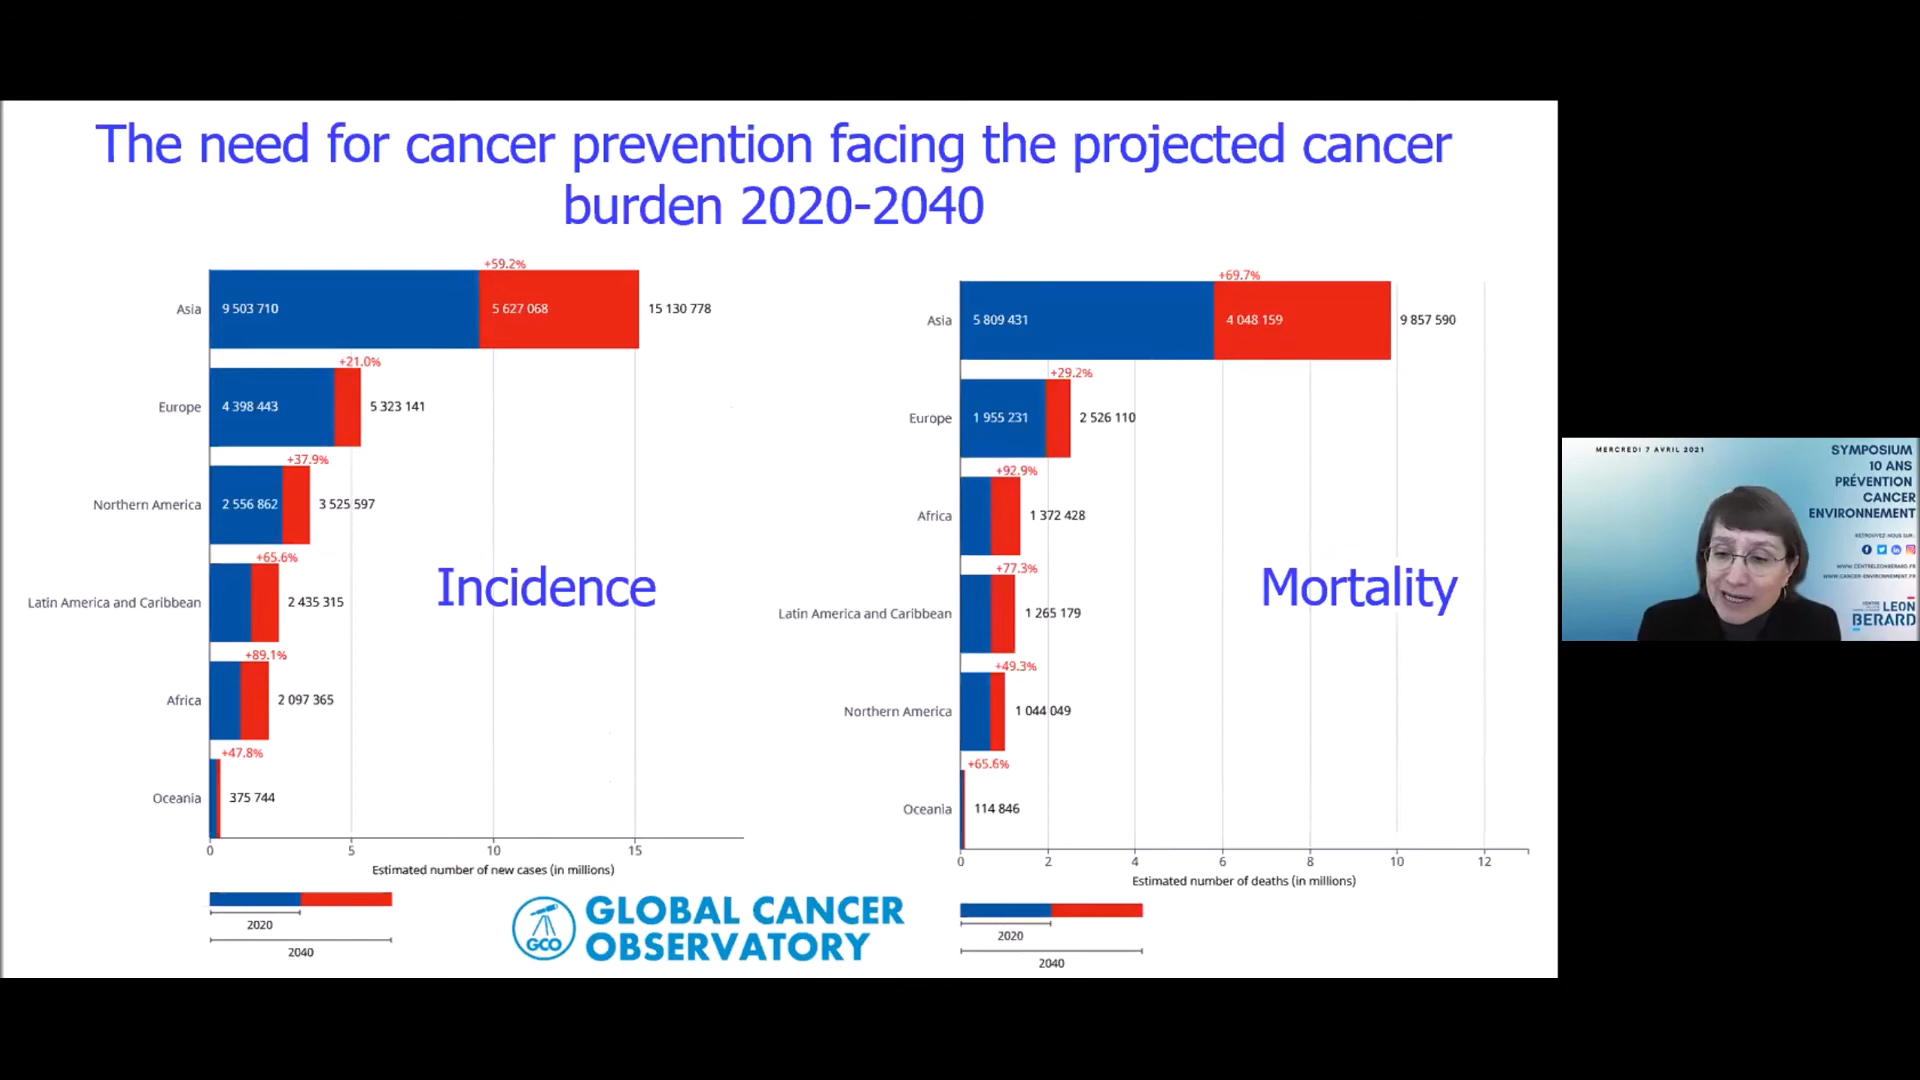 The need for cancer prevention facing the projected cancer
burden 2020-2040
+59.2%
Asia 9 503 710 5 627 068 15 130 778
+21.0%
Europe 4 398 443 5 323 141
+37.9%
Northern America 2 556 862 3 525 597
+65.6%
Latin America and Caribbean 2 435 315
+89.1%
Africa 2 097 365
+47.8%
Oceania 375 744
0 5 10 15
Estimated number of new cases (in millions)
2020
2040
Incidence
+69.7%
Asia 5 809 431 4 048 159 9 857 590
+29.2%
Europe 1 955 231 2 526 110
+92.9%
Africa 1 372 428
+77.3%
Latin America and Caribbean 1 265 179
+49.3%
Northern America 1 044 049
+65.6%
Oceania 114 846
0 2 4 6 8 10 12
Estimated number of deaths (in millions)
2020
2040
Mortality
GCO
GLOBAL CANCER
OBSERVATORY
MERCREDI 7 AVRIL 2021
SYMPOSIUM
10 ANS
PRÉVENTION
CANCER
ENVIRONNEMENT
RETROUVEZ-NOUS SUR:
WWW.CENTRELEONBERARD.FR
WWW.CANCER-ENVIRONNEMENT.FR
CENTRE
LEON
BERARD